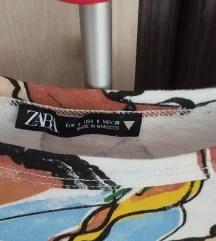 ZARA
EUR S USA S MEX 26
MADE IN MOROCCO